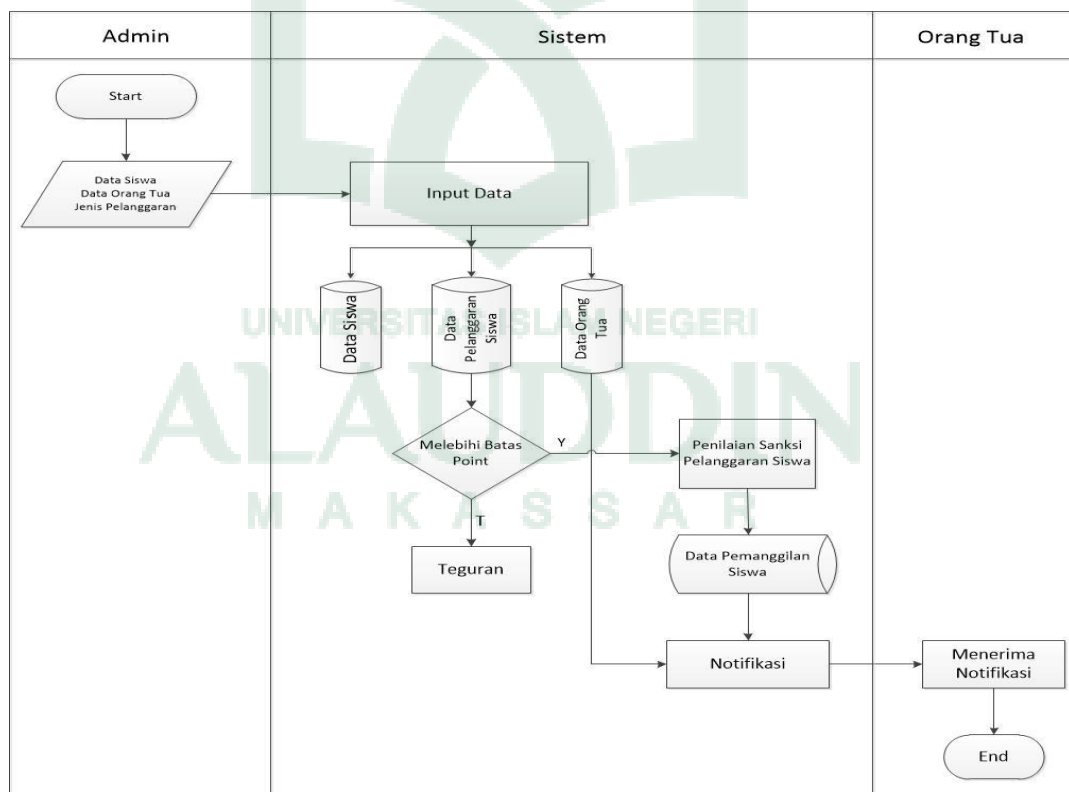 Admin
Sistem
Orang Tua
Start
Data Siswa
Data Orang Tua
Jenis Pelanggaran
Input Data
Data Siswa
Data
Pelanggaran
Siswa
Data Orang
Tua
UNIVERSITAS ISLAM NEGERI
ALAUDDIN
MAKASSAR
Melebihi Batas
Point
Y
Penilaian Sanksi
Pelanggaran Siswa
T
Teguran
Data Pemanggilan
Siswa
Notifikasi
Menerima
Notifikasi
End